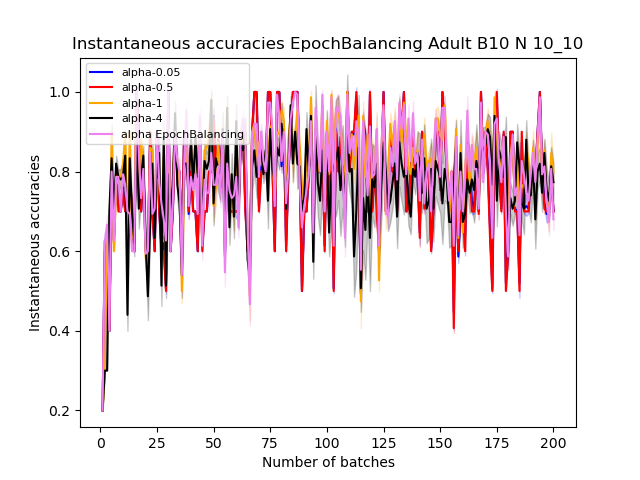 Instantaneous accuracies EpochBalancing Adult B10 N 10_10
alpha-0.05
alpha-0.5
alpha-1
alpha-4
alpha EpochBalancing
1.0
0.8
0.6
0.4
0.2
Instantaneous accuracies
0 25 50 75 100 125 150 175 200
Number of batches